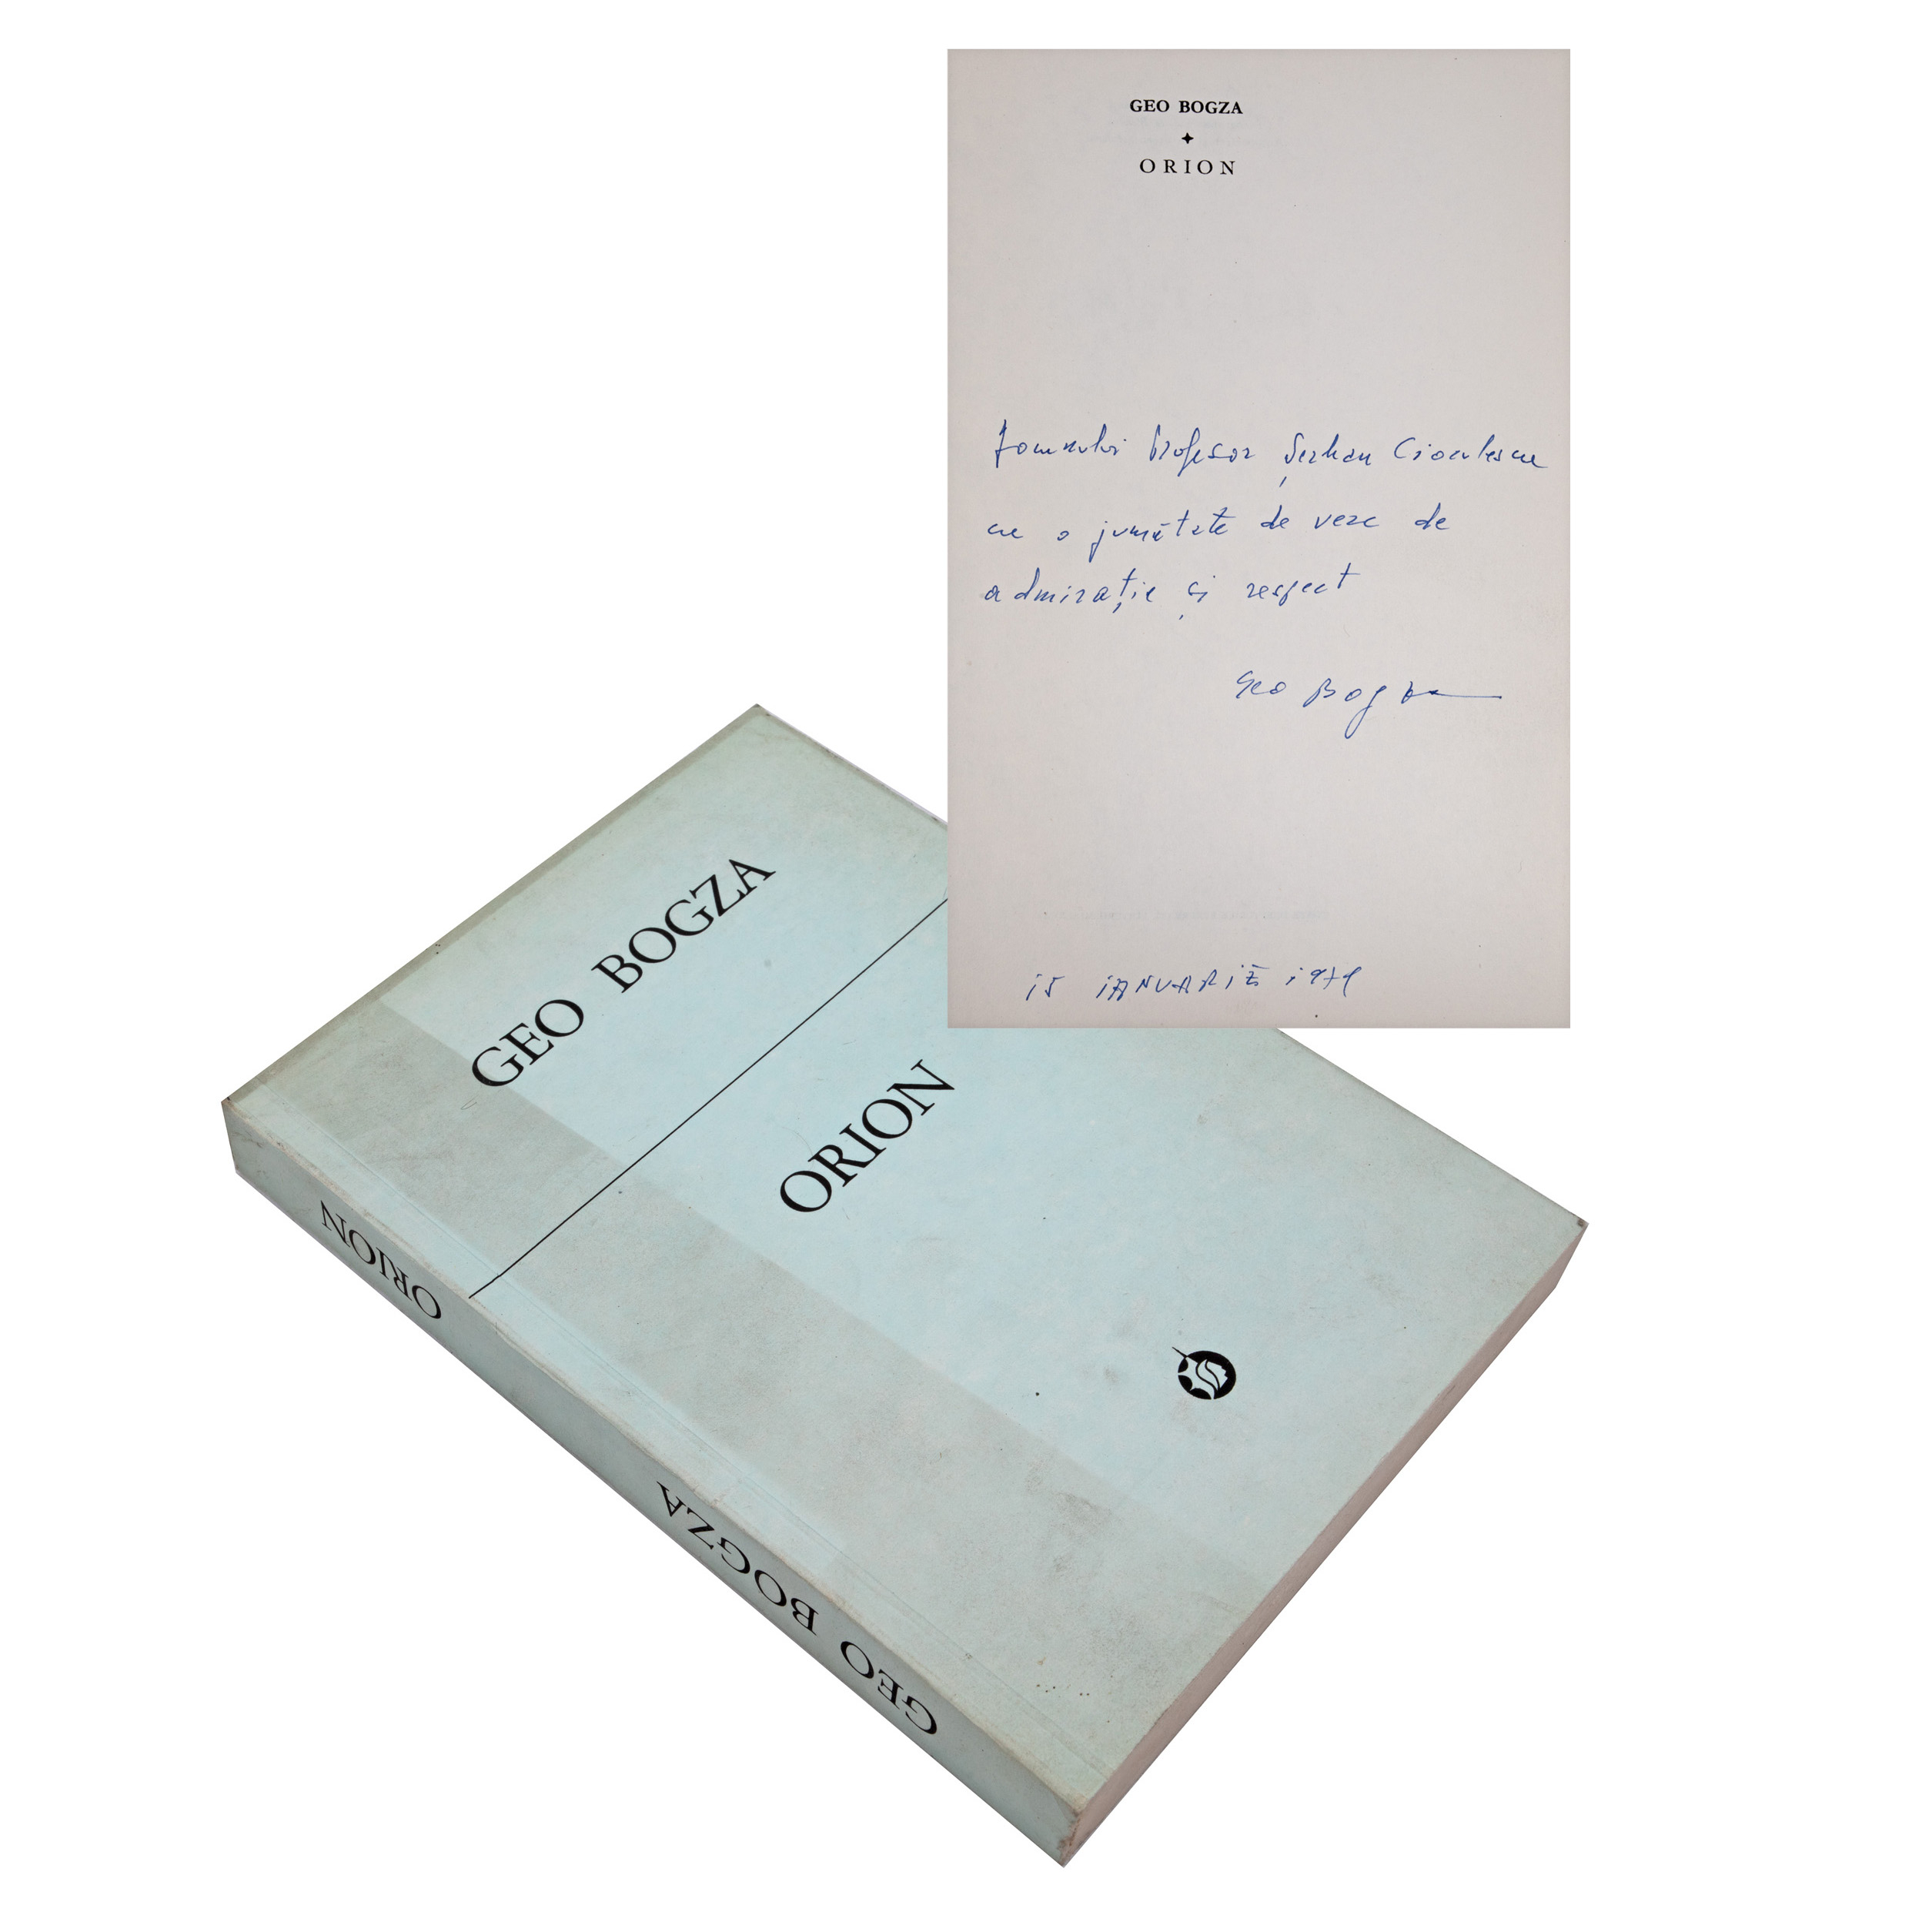 GEO BOGZA
ORION
Domnului Profesor Șerban Cioculescu
cu o jumătate de veac de
admirație și respect
Geo Bogza
15 IANUARIE 1979
GEO BOGZA
ORION
ORION
GEO BOGZA